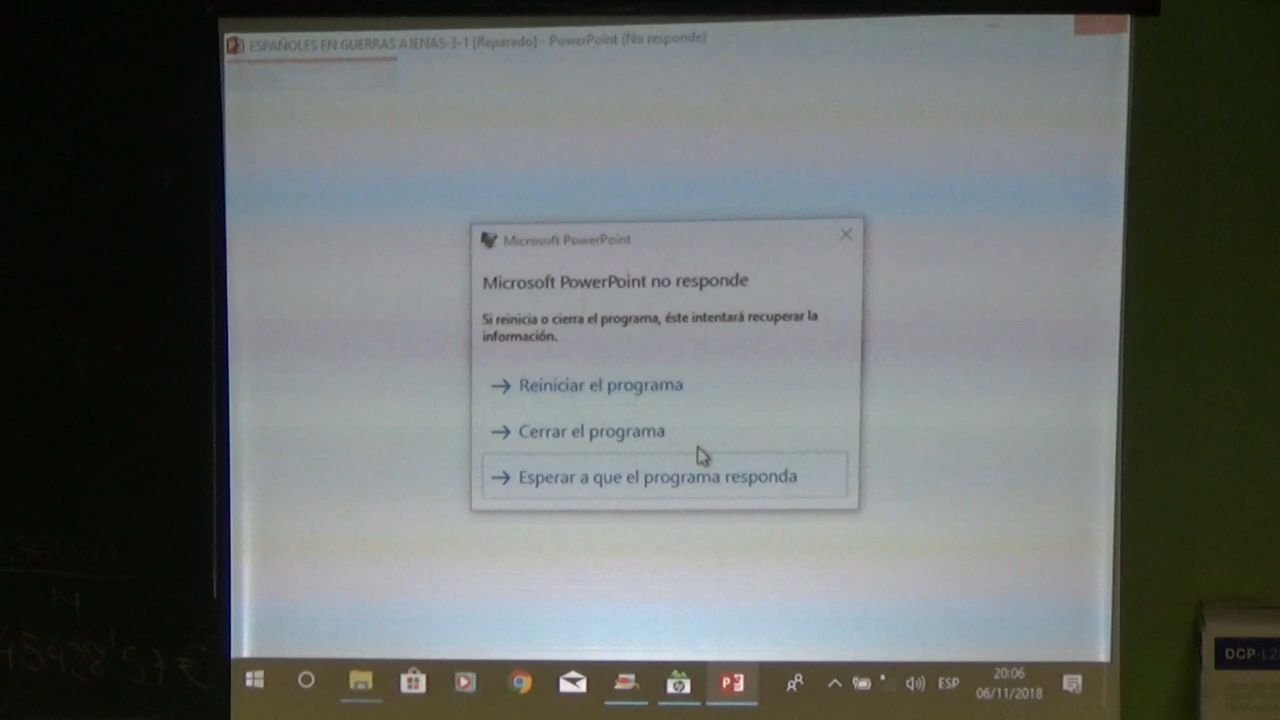 ESPAÑOLES EN GUERRAS AJENAS-3-1 [Reparado] - PowerPoint (No responde)
Microsoft PowerPoint
Microsoft PowerPoint no responde
Si reinicia o cierra el programa, éste intentará recuperar la
información.
→ Reiniciar el programa
→ Cerrar el programa
→ Esperar a que el programa responda
ESP
20:06
06/11/2018
14